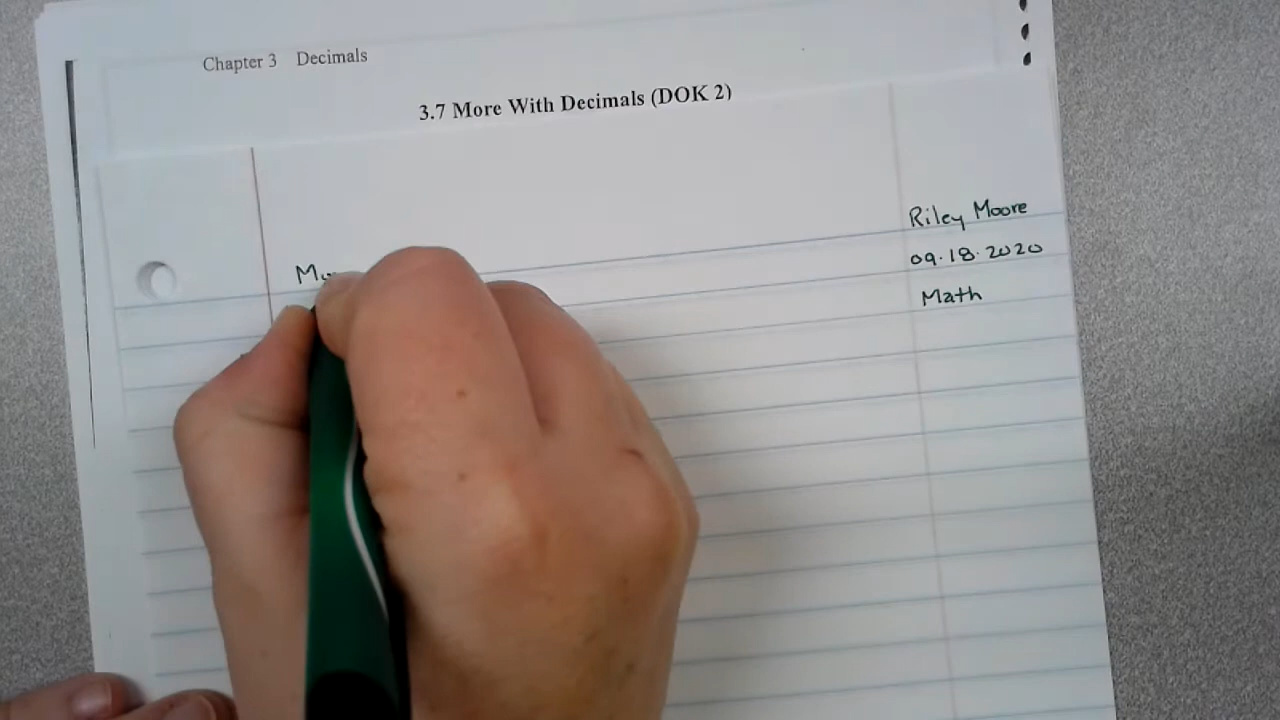 Chapter 3 Decimals
3.7 More With Decimals (DOK 2)
Riley Moore
09.18.2020
Math